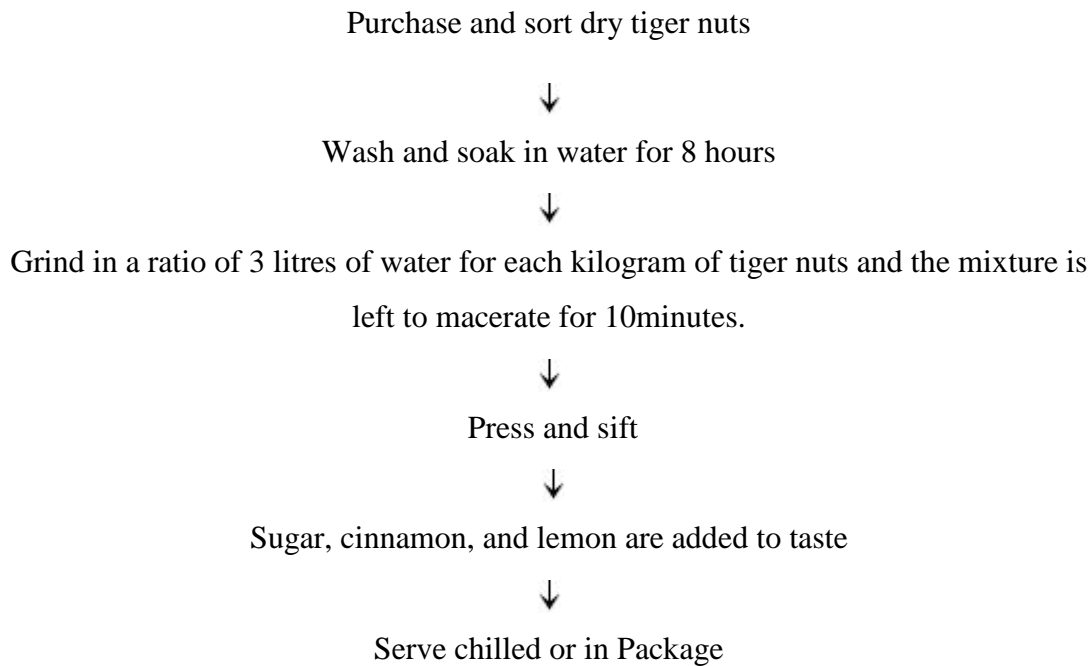 Purchase and sort dry tiger nuts
↓
Wash and soak in water for 8 hours
↓
Grind in a ratio of 3 litres of water for each kilogram of tiger nuts and the mixture is
left to macerate for 10minutes.
↓
Press and sift
↓
Sugar, cinnamon, and lemon are added to taste
↓
Serve chilled or in Package